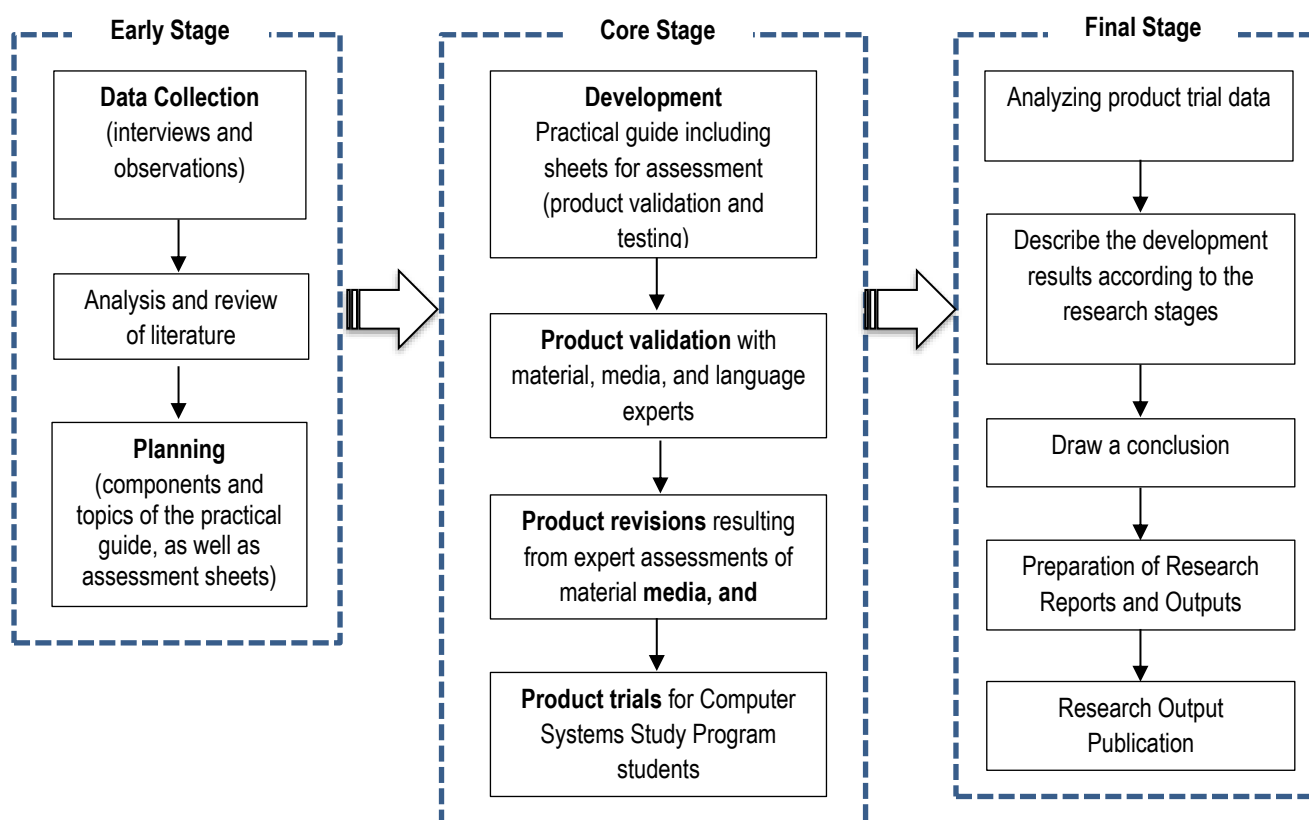 Early Stage
Data Collection
(interviews and
observations)
Analysis and review
of literature
Planning
(components and
topics of the practical
guide, as well as
assessment sheets)
Core Stage
Development
Practical guide including
sheets for assessment
(product validation and
testing)
Product validation with
material, media, and language
experts
Product revisions resulting
from expert assessments of
material media, and
Product trials for Computer
Systems Study Program
students
Final Stage
Analyzing product trial data
Describe the development
results according to the
research stages
Draw a conclusion
Preparation of Research
Reports and Outputs
Research Output
Publication